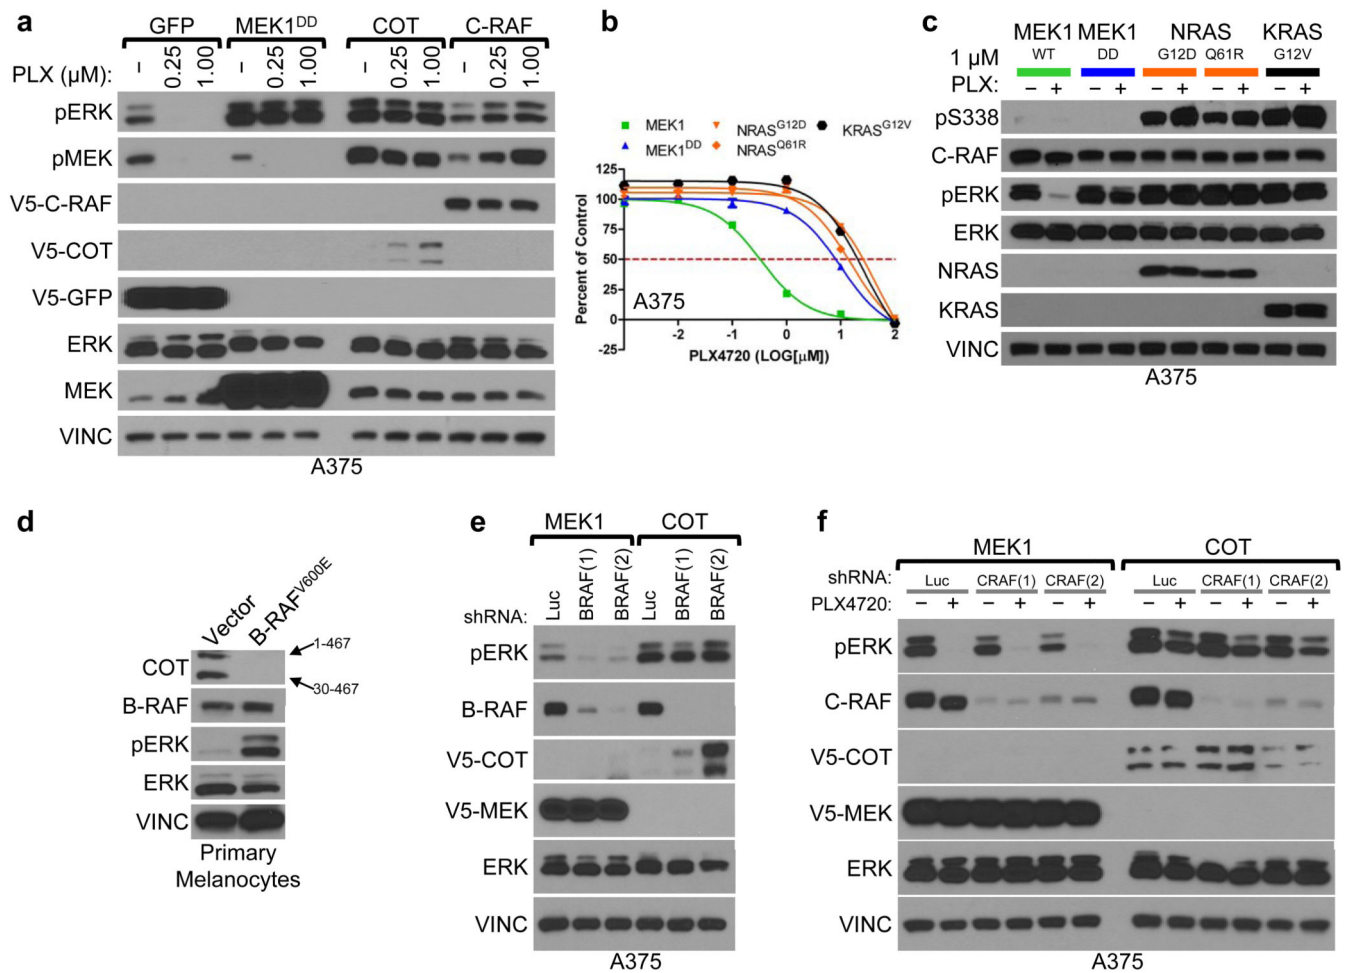 a
GFP MEK1DD COT C-RAF
PLX (μM): – 0.25 1.00 – 0.25 1.00 – 0.25 1.00 – 0.25 1.00
pERK
pMEK
V5-C-RAF
V5-COT
V5-GFP
ERK
MEK
VINC
A375
b
MEK1 NRASG12D KRASG12V
MEK1DD NRASQ61R
125
100
75
50
25
0
-25
Percent of Control
A375
-2 -1 0 1 2
PLX4720 (LOG[μM])
c
MEK1 MEK1 NRAS KRAS
WT DD G12D Q61R G12V
1 μM
PLX: – + – + – + – + – +
pS338
C-RAF
pERK
ERK
NRAS
KRAS
VINC
A375
d
Vector B-RAFV600E
COT
1-467
30-467
B-RAF
pERK
ERK
VINC
Primary
Melanocytes
e
MEK1 COT
shRNA: Luc BRAF(1) BRAF(2) Luc BRAF(1) BRAF(2)
pERK
B-RAF
V5-COT
V5-MEK
ERK
VINC
A375
f
MEK1 COT
shRNA: Luc CRAF(1) CRAF(2) Luc CRAF(1) CRAF(2)
PLX4720: – + – + – + – + – + – +
pERK
C-RAF
V5-COT
V5-MEK
ERK
VINC
A375